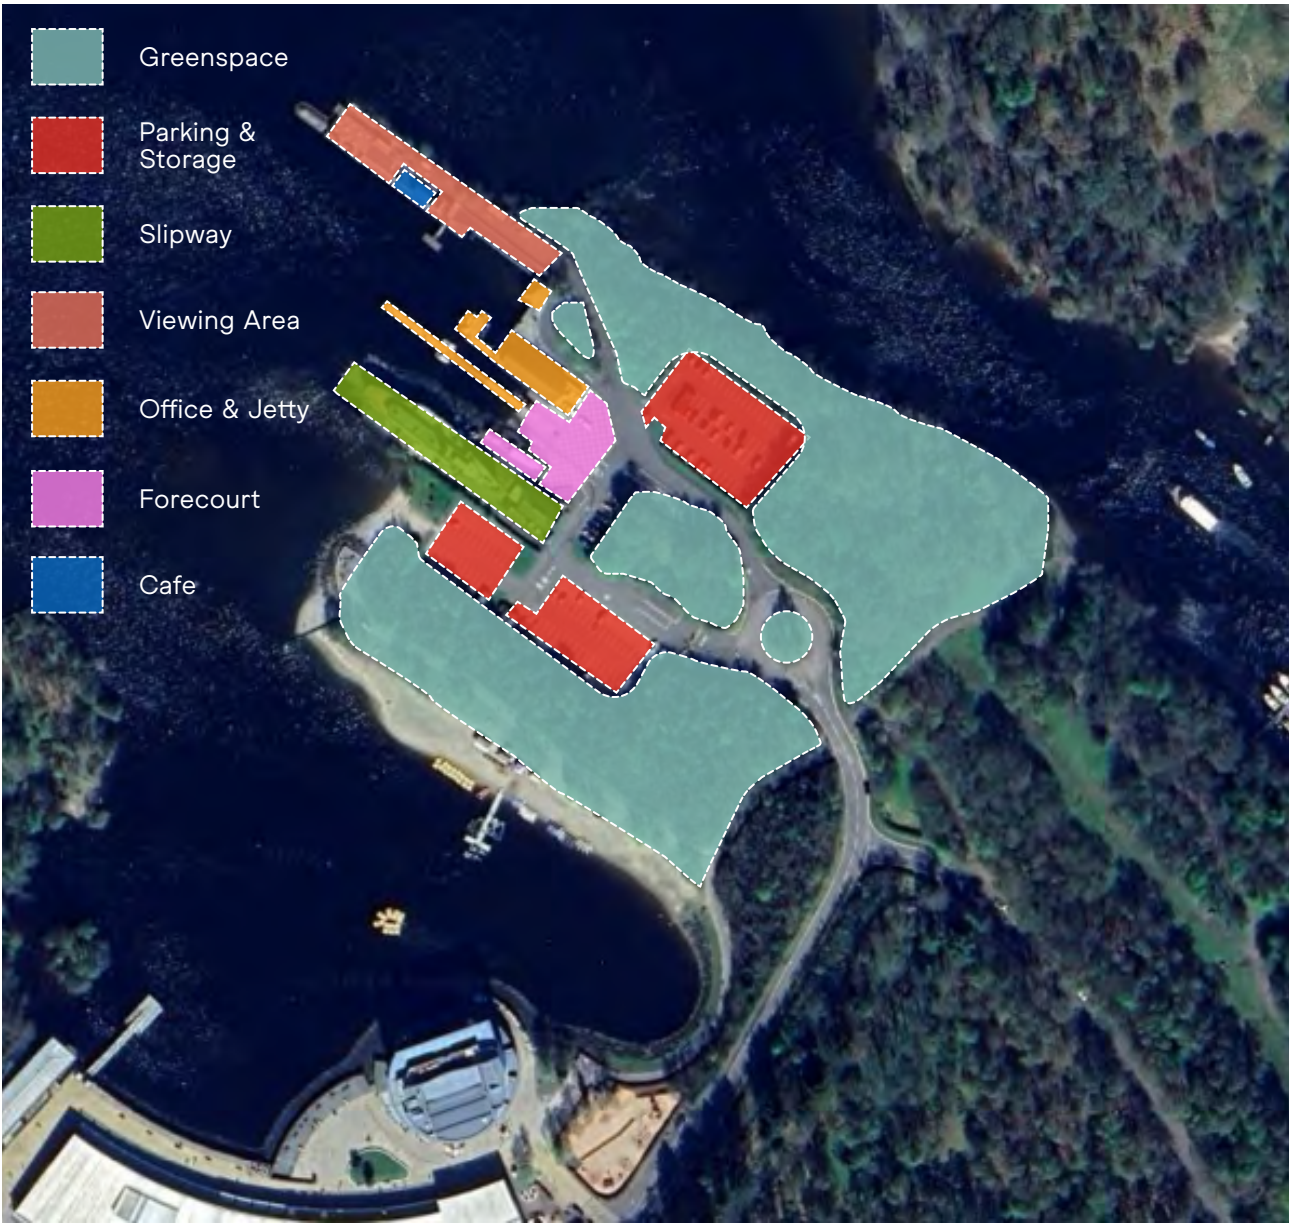 Greenspace
Parking &
Storage
Slipway
Viewing Area
Office & Jetty
Forecourt
Cafe